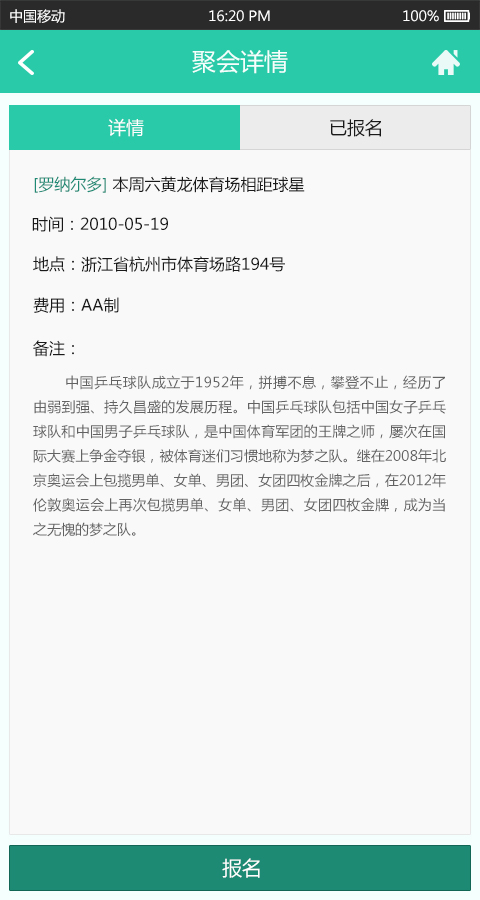 中国移动 16:20 PM 100%
聚会详情
详情 已报名
[罗纳尔多] 本周六黄龙体育场相距球星
时间：2010-05-19
地点：浙江省杭州市体育场路194号
费用：AA制
备注：
中国乒乓球队成立于1952年，拼搏不息，攀登不止，经历了
由弱到强、持久昌盛的发展历程。中国乒乓球队包括中国女子乒乓
球队和中国男子乒乓球队，是中国体育军团的王牌之师，屡次在国
际大赛上争金夺银，被体育迷们习惯地称为梦之队。继在2008年北
京奥运会上包揽男单、女单、男团、女团四枚金牌之后，在2012年
伦敦奥运会上再次包揽男单、女单、男团、女团四枚金牌，成为当
之无愧的梦之队。
报名